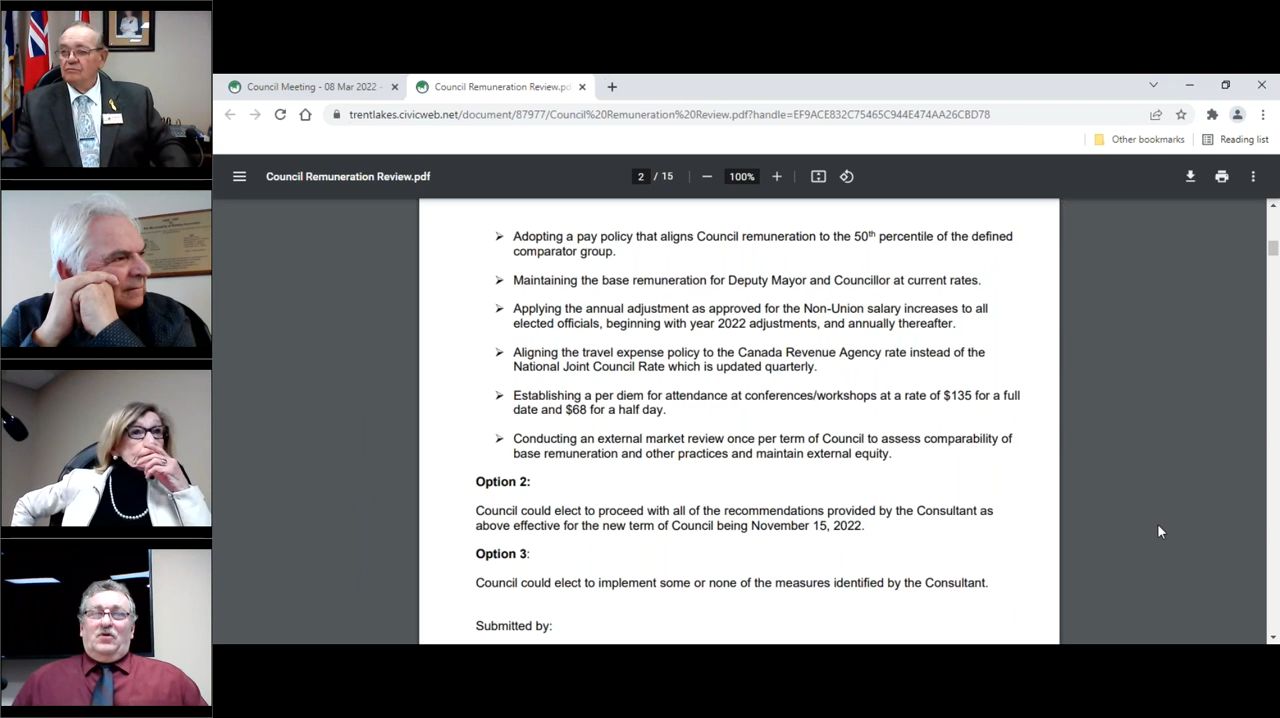 Council Meeting - 08 Mar 2022 -
Council Remuneration Review.pd
trentlakes.civicweb.net/document/87977/Council%20Remuneration%20Review.pdf?handle=EF9ACE832C75465C944E474AA26CBD78
Other bookmarks
Reading list
Council Remuneration Review.pdf
2 / 15
100%
➢ Adopting a pay policy that aligns Council remuneration to the 50th percentile of the defined
comparator group.
➢ Maintaining the base remuneration for Deputy Mayor and Councillor at current rates.
➢ Applying the annual adjustment as approved for the Non-Union salary increases to all
elected officials, beginning with year 2022 adjustments, and annually thereafter.
➢ Aligning the travel expense policy to the Canada Revenue Agency rate instead of the
National Joint Council Rate which is updated quarterly.
➢ Establishing a per diem for attendance at conferences/workshops at a rate of $135 for a full
date and $68 for a half day.
➢ Conducting an external market review once per term of Council to assess comparability of
base remuneration and other practices and maintain external equity.
Option 2:
Council could elect to proceed with all of the recommendations provided by the Consultant as
above effective for the new term of Council being November 15, 2022.
Option 3:
Council could elect to implement some or none of the measures identified by the Consultant.
Submitted by: